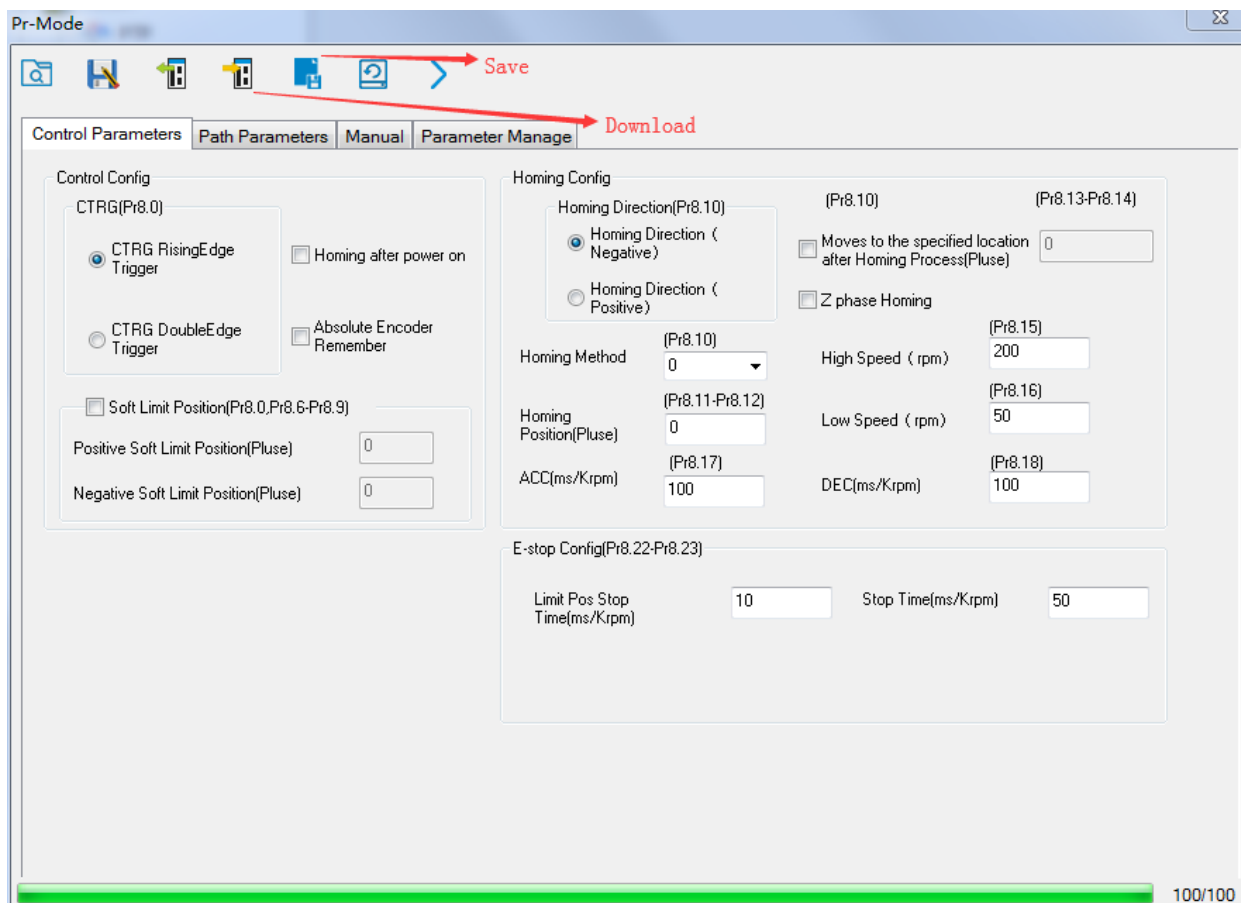 Pr-Mode
Save
Download
Control Parameters
Path Parameters
Manual
Parameter Manage
Control Config
CTRG(Pr8.0)
CTRG RisingEdge
Trigger
Homing after power on
CTRG DoubleEdge
Trigger
Absolute Encoder
Remember
Soft Limit Position(Pr8.0,Pr8.6-Pr8.9)
Positive Soft Limit Position(Pluse)
0
Negative Soft Limit Position(Pluse)
0
Homing Config
Homing Direction(Pr8.10)
Homing Direction (
Negative)
Homing Direction (
Positive)
(Pr8.10)
(Pr8.13-Pr8.14)
Moves to the specified location
after Homing Process(Pluse)
0
Z phase Homing
Homing Method
(Pr8.10)
0
High Speed (rpm)
(Pr8.15)
200
Homing
Position(Pluse)
(Pr8.11-Pr8.12)
0
Low Speed (rpm)
(Pr8.16)
50
ACC(ms/Krpm)
(Pr8.17)
100
DEC(ms/Krpm)
(Pr8.18)
100
E-stop Config(Pr8.22-Pr8.23)
Limit Pos Stop
Time(ms/Krpm)
10
Stop Time(ms/Krpm)
50
100/100